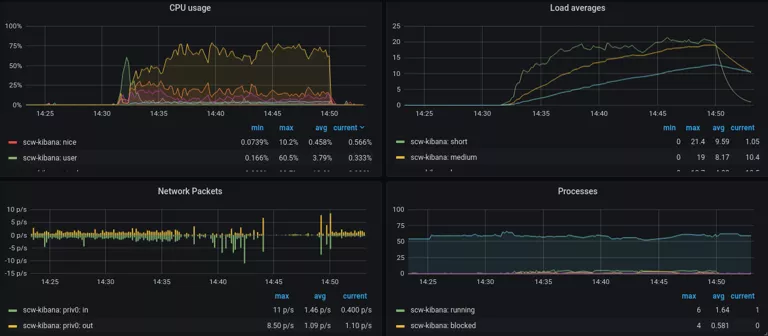 CPU usage
100%
75%
50%
25%
0%
14:25 14:30 14:35 14:40 14:45 14:50
min max avg current
scw-kibana: nice 0.0739% 10.2% 0.458% 0.566%
scw-kibana: user 0.166% 60.5% 3.79% 0.333%
Load averages
25
20
15
10
5
0
14:25 14:30 14:35 14:40 14:45 14:50
min max avg current
scw-kibana: short 0 21.4 9.59 1.05
scw-kibana: medium 0 19 8.17 10.4
Network Packets
10 p/s
5 p/s
0 p/s
-5 p/s
-10 p/s
-15 p/s
14:25 14:30 14:35 14:40 14:45 14:50
max avg current
scw-kibana: priv0: in 11 p/s 1.46 p/s 0.400 p/s
scw-kibana: priv0: out 8.50 p/s 1.09 p/s 1.10 p/s
Processes
100
75
50
25
0
14:25 14:30 14:35 14:40 14:45 14:50
max avg current
scw-kibana: running 6 1.64 1
scw-kibana: blocked 4 0.581 0